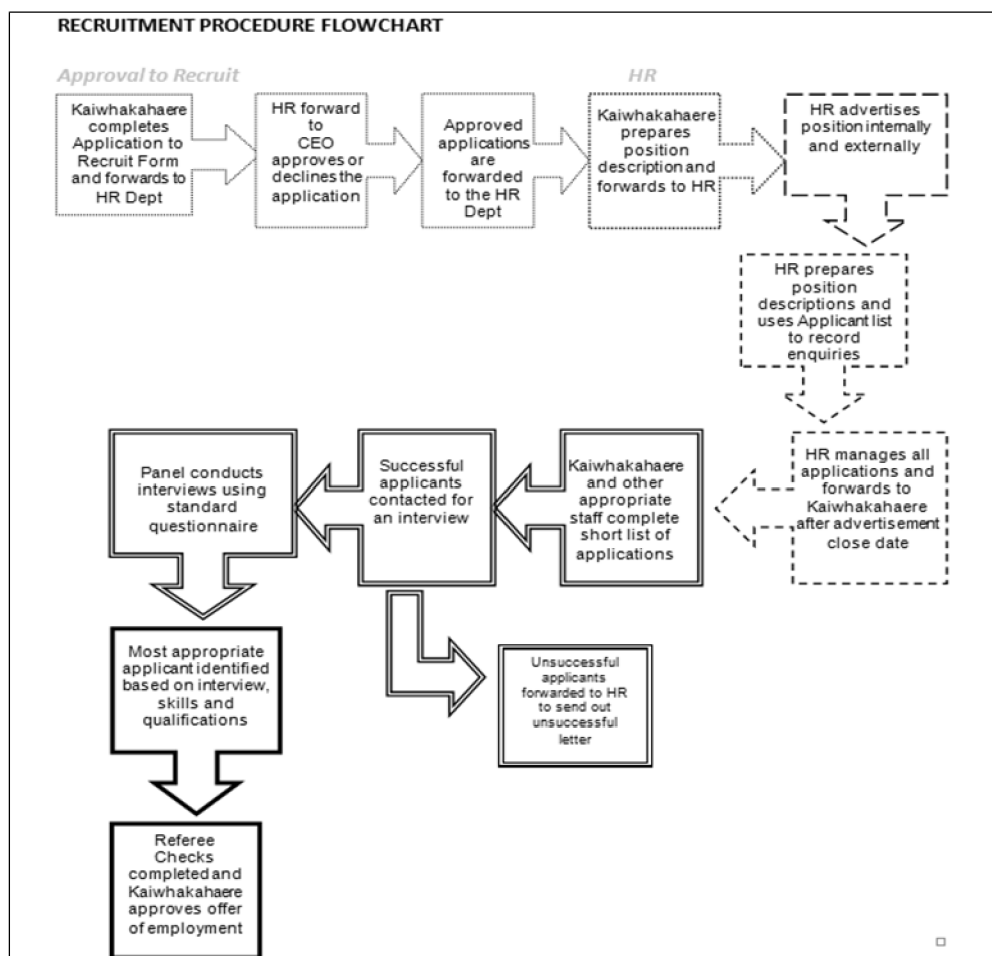 RECRUITMENT PROCEDURE FLOWCHART
Approval to Recruit
HR
Kaiwhakahaere
completes
Application to
Recruit Form
and forwards to
HR Dept
HR forward
to
CEO
approves or
declines the
application
Approved
applications
are
forwarded
to the HR
Dept
Kaiwhakahaere
prepares
position
description and
forwards to HR
HR advertises
position internally
and externally
HR prepares
position
descriptions and
uses Applicant list
to record
enquiries
HR manages all
applications and
forwards to
Kaiwhakahaere
after advertisement
close date
Kaiwhakahaere
and other
appropriate
staff complete
short list of
applications
Successful
applicants
contacted for
an interview
Panel conducts
interviews using
standard
questionnaire
Unsuccessful
applicants
forwarded to HR
to send out
unsuccessful
letter
Most appropriate
applicant identified
based on interview,
skills and
qualifications
Referee
Checks
completed and
Kaiwhakahaere
approves offer
of employment